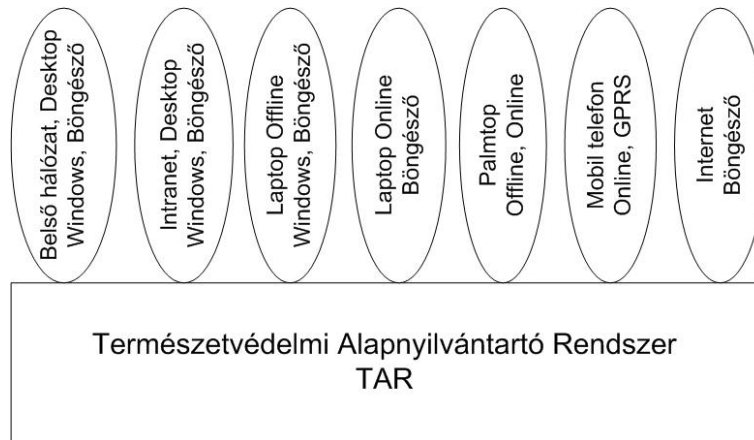 Belső hálózat, Desktop
Windows, Böngésző
Intranet, Desktop
Windows, Böngésző
Laptop Offline
Windows, Böngésző
Laptop Online
Böngésző
Palmtop
Offline, Online
Mobil telefon
Online, GPRS
Internet
Böngésző
Természetvédelmi Alapnyilvántartó Rendszer
TAR